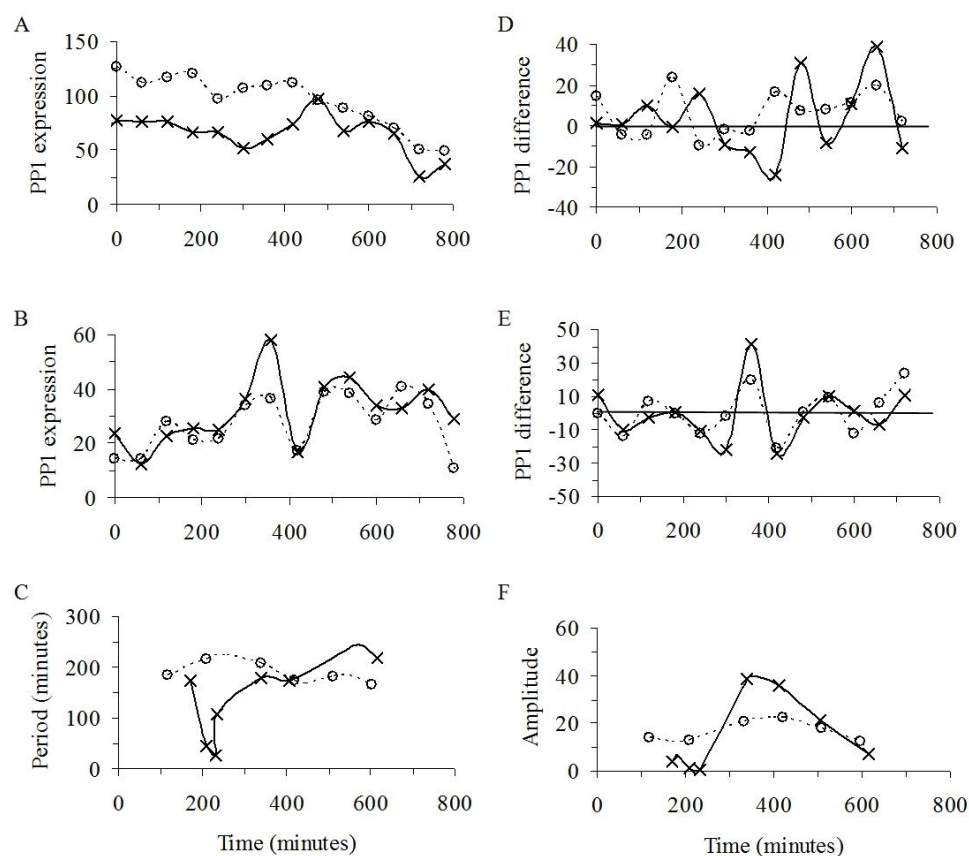 A
PP1 expression
150
100
50
0
0 200 400 600 800
D
PP1 difference
40
20
0
-20
-40
0 200 400 600 800
B
PP1 expression
60
40
20
0
0 200 400 600 800
E
PP1 difference
50
30
10
-10
-30
-50
0 200 400 600 800
C
Period (minutes)
300
200
100
0
0 200 400 600 800
Time (minutes)
F
Amplitude
60
40
20
0
0 200 400 600 800
Time (minutes)